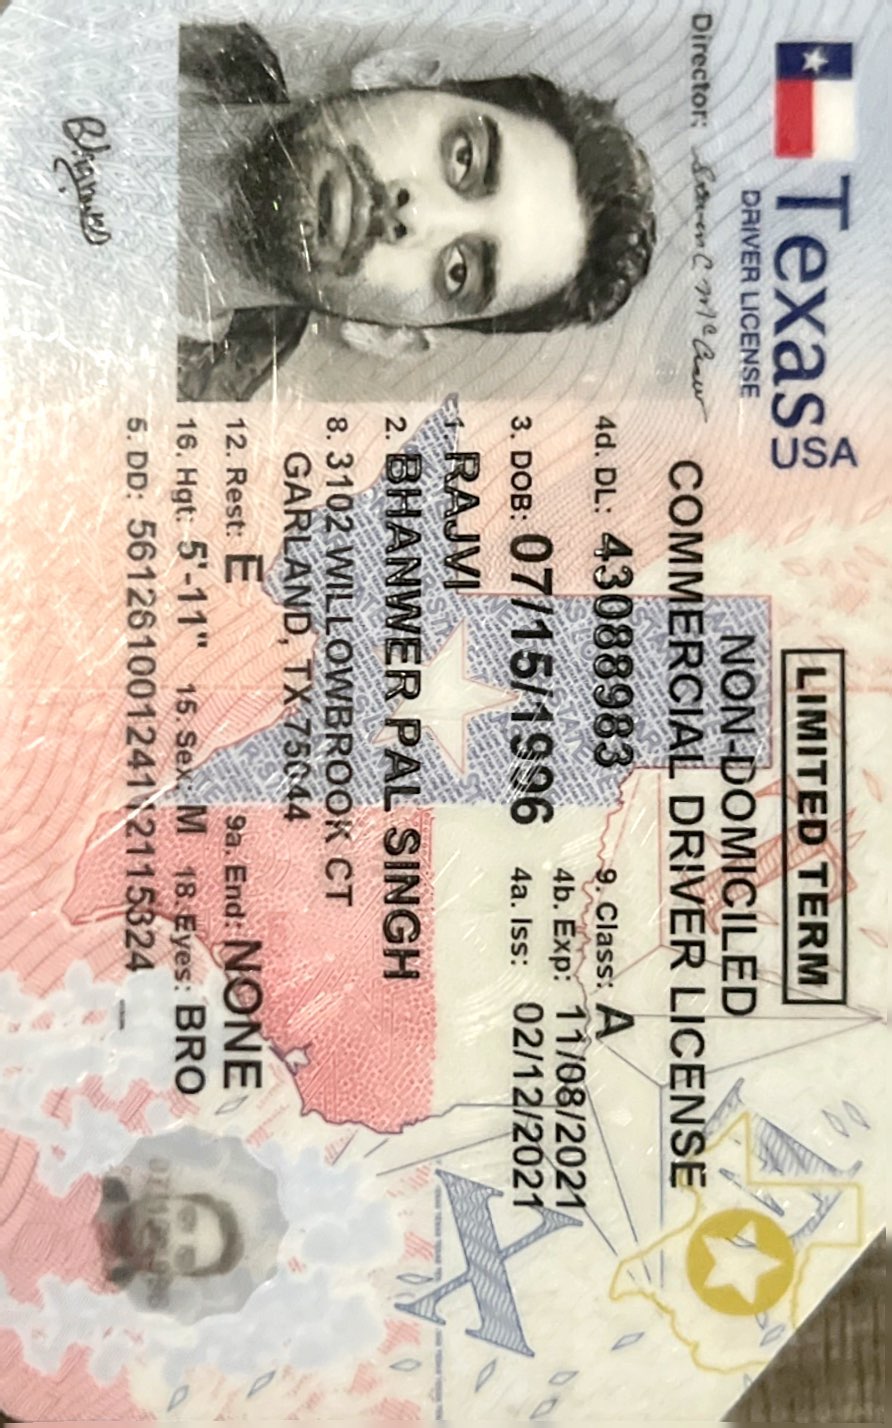 Texas USA
DRIVER LICENSE
Director:
LIMITED TERM
NON-DOMICILED
COMMERCIAL DRIVER LICENSE
4d. DL: 43088983 9. Class: A
4b. Exp: 11/08/2021
3. DOB: 07/15/1996 4a. Iss: 02/12/2021
1. RAJVI
2. BHANWER PAL SINGH
8. 3102 WILLOWBROOK CT
GARLAND, TX 75044
12. Rest: E 9a. End: NONE
16. Hgt: 5'-11" 15. Sex: M 18. Eyes: BRO
5. DD: 56126100124112115324